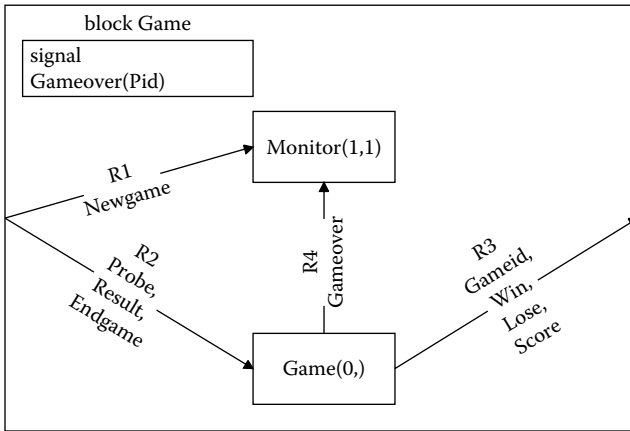 block Game
signal
Gameover(Pid)
Monitor(1,1)
R1
Newgame
R2
Probe,
Result,
Endgame
R4
Gameover
R3
Gameid,
Win,
Lose,
Score
Game(0,)